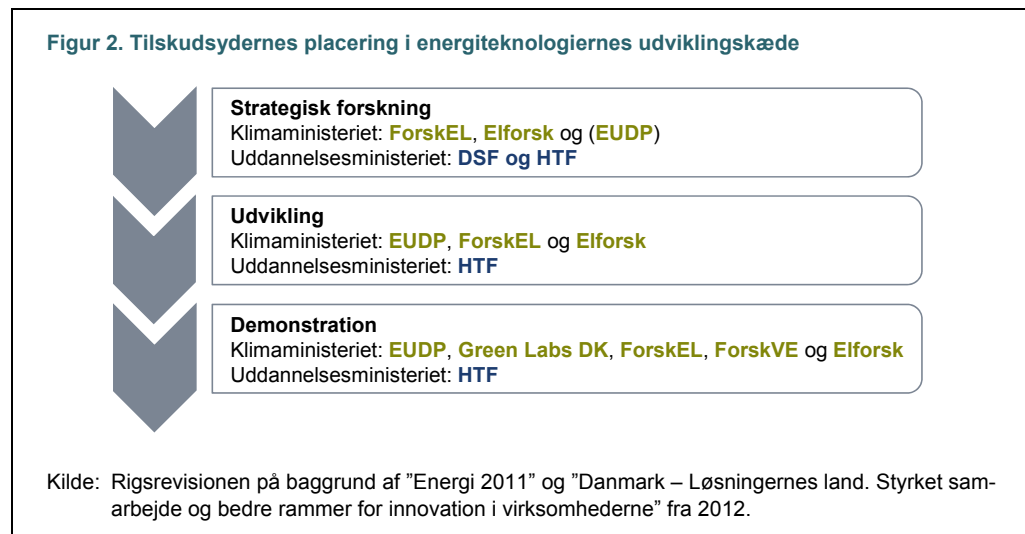 Figur 2. Tilskudsydernes placering i energiteknologiernes udviklingskæde
Strategisk forskning
Klimaministeriet: ForskEL, Elforsk og (EUDP)
Uddannelsesministeriet: DSF og HTF
Udvikling
Klimaministeriet: EUDP, ForskEL og Elforsk
Uddannelsesministeriet: HTF
Demonstration
Klimaministeriet: EUDP, Green Labs DK, ForskEL, ForskVE og Elforsk
Uddannelsesministeriet: HTF
Kilde: Rigsrevisionen på baggrund af ”Energi 2011” og ”Danmark – Løsningernes land. Styrket sam-
arbejde og bedre rammer for innovation i virksomhederne” fra 2012.